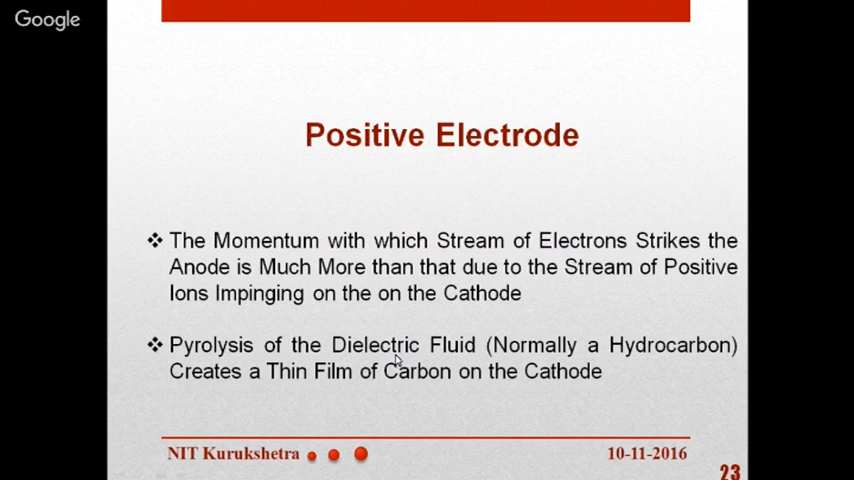 Google
Positive Electrode
❖ The Momentum with which Stream of Electrons Strikes the
Anode is Much More than that due to the Stream of Positive
Ions Impinging on the on the Cathode
❖ Pyrolysis of the Dielectric Fluid (Normally a Hydrocarbon)
Creates a Thin Film of Carbon on the Cathode
NIT Kurukshetra 10-11-2016
23